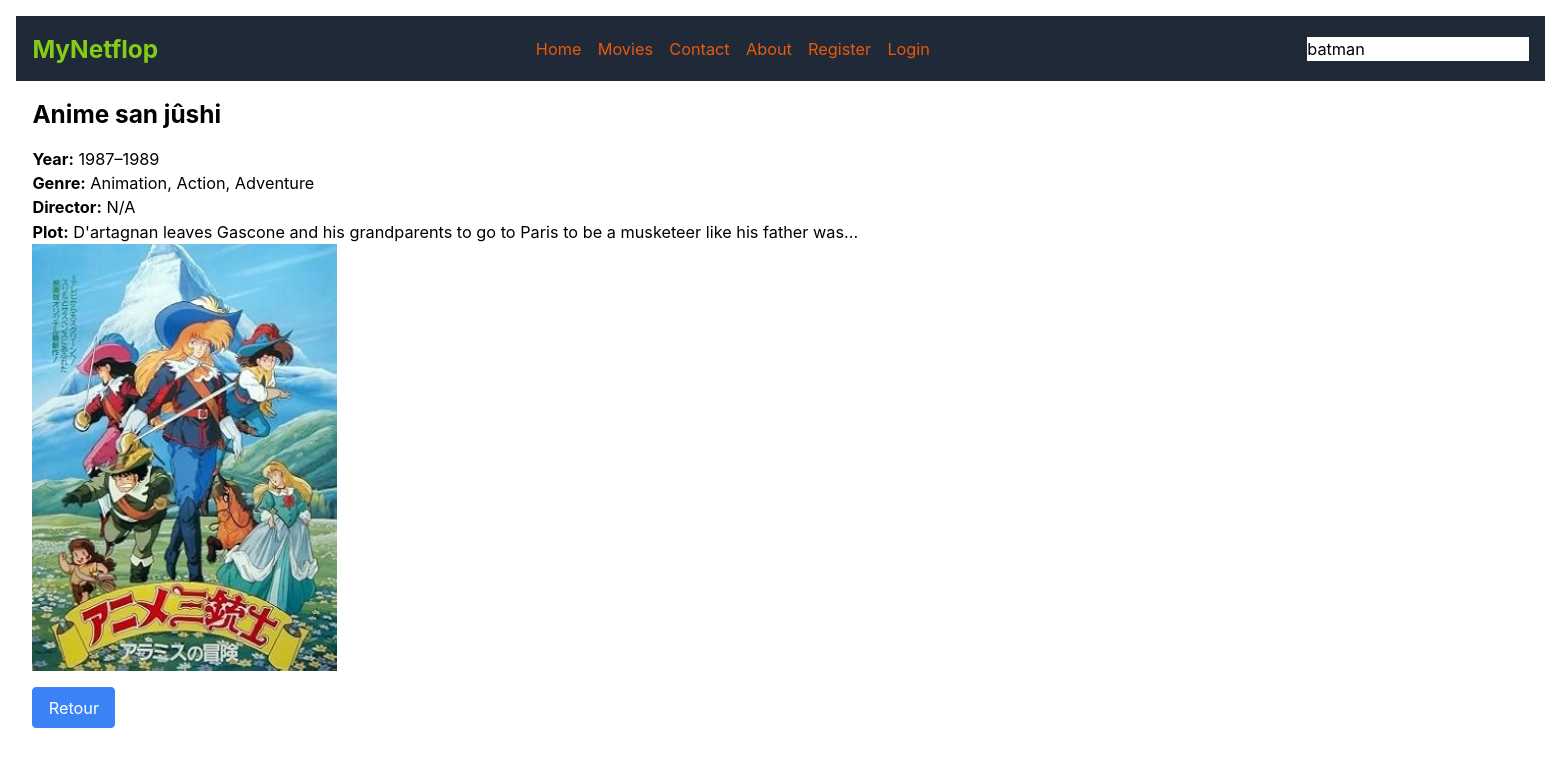 MyNetflop
Home Movies Contact About Register Login
batman
Anime san jûshi
Year: 1987–1989
Genre: Animation, Action, Adventure
Director: N/A
Plot: D'artagnan leaves Gascone and his grandparents to go to Paris to be a musketeer like his father was...
アニメ三銃士
アラミスの冒険
Retour